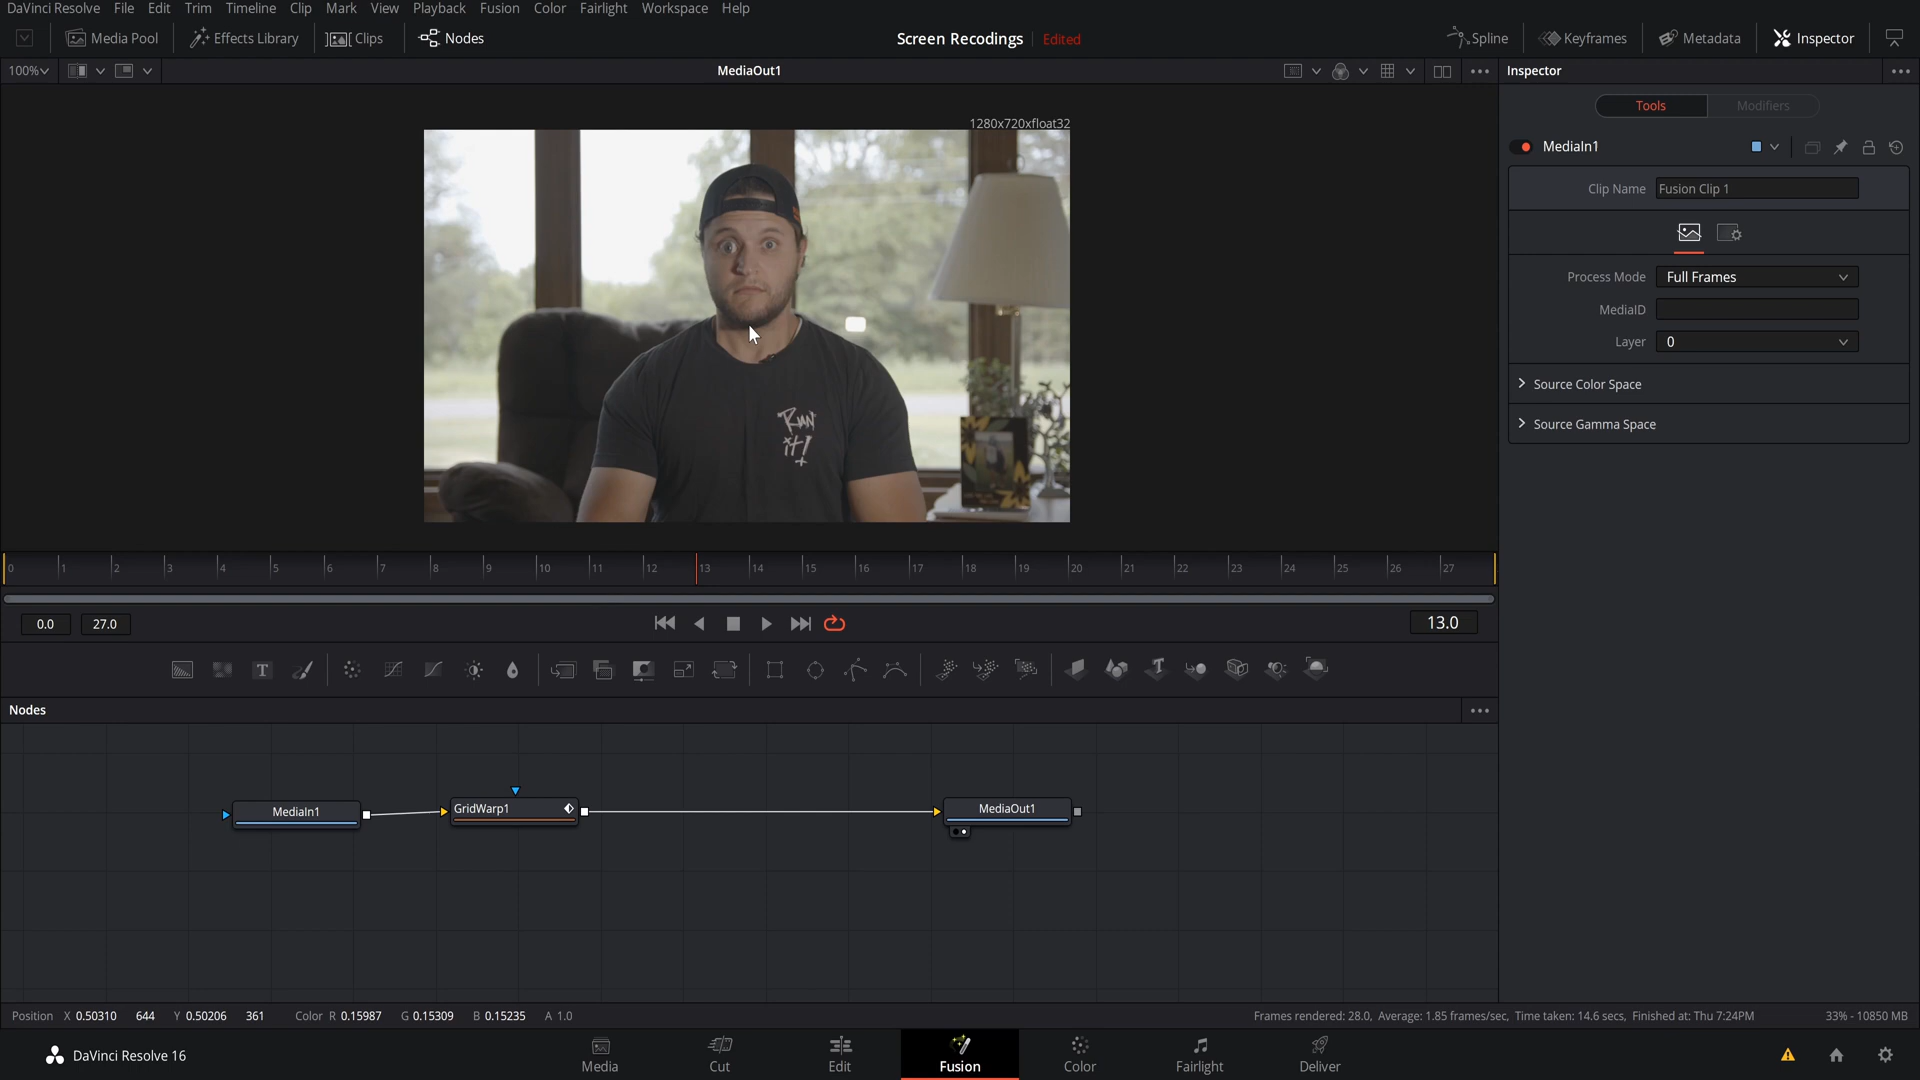 DaVinci Resolve File Edit Trim Timeline Clip Mark View Playback Fusion Color Fairlight Workspace Help
Media Pool Effects Library Clips Nodes Screen Recodings Edited Spline Keyframes Metadata Inspector
100% MediaOut1 Inspector
1280x720xfloat32
Tools Modifiers
MediaIn1
Clip Name Fusion Clip 1
Process Mode Full Frames
MediaID
Layer 0
Source Color Space
Source Gamma Space
Run
it!
0 1 2 3 4 5 6 7 8 9 10 11 12 13 14 15 16 17 18 19 20 21 22 23 24 25 26 27
0.0 27.0 13.0
T T
Nodes
MediaIn1 GridWarp1 MediaOut1
Position X 0.50310 644 Y 0.50206 361 Color R 0.15987 G 0.15309 B 0.15235 A 1.0 Frames rendered: 28.0, Average: 1.85 frames/sec, Time taken: 14.6 secs, Finished at: Thu 7:24PM 33% - 10850 MB
DaVinci Resolve 16 Media Cut Edit Fusion Color Fairlight Deliver